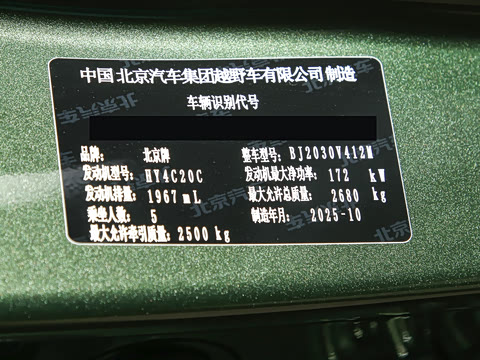 中国 北京汽车集团越野车有限公司 制造
车辆识别代号
品牌： 北京牌 整车型号：BJ2030V412M
发动机型号：HY4C20C 发动机最大净功率：172 kW
发动机排量：1967 mL 最大允许总质量：2680 kg
乘坐人数：5 制造年月：2025-10
最大允许牵引质量：2500 kg